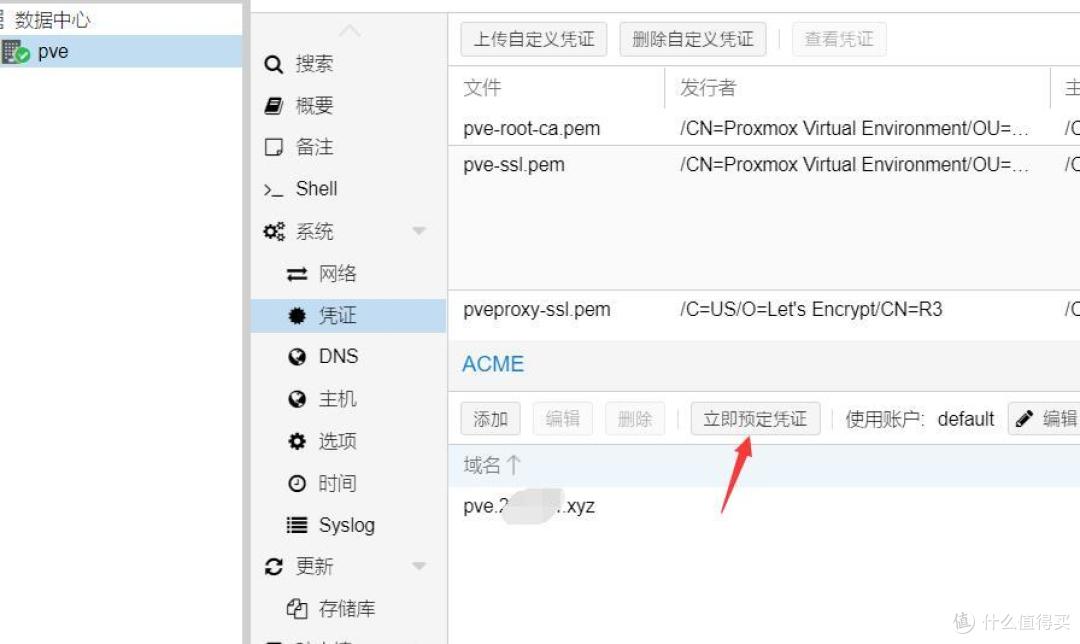 数据中心
pve
搜索
概要
备注
Shell
系统
网络
凭证
DNS
主机
选项
时间
Syslog
更新
存储库
上传自定义凭证 删除自定义凭证 查看凭证
文件 发行者 主
pve-root-ca.pem /CN=Proxmox Virtual Environment/OU=... /C
pve-ssl.pem /CN=Proxmox Virtual Environment/OU=... /C
pveproxy-ssl.pem /C=US/O=Let's Encrypt/CN=R3 /C
ACME
添加 编辑 删除 立即预定凭证 使用账户: default 编辑
域名
pve.2 .xyz
值 什么值得买